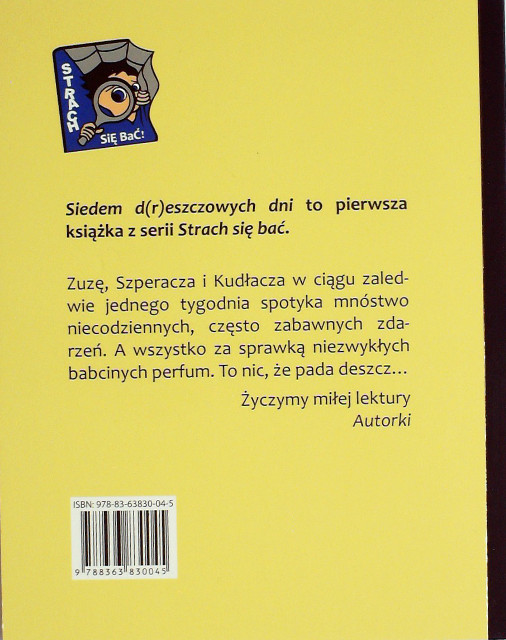 STRACH
SIĘ BAĆ!
Siedem d(r)eszczowych dni to pierwsza
książka z serii Strach się bać.
Zuzę, Szperacza i Kudłacza w ciągu zaled-
wie jednego tygodnia spotyka mnóstwo
niecodziennych, często zabawnych zda-
rzeń. A wszystko za sprawką niezwykłych
babcinych perfum. To nic, że pada deszcz...
Życzymy miłej lektury
Autorki
ISBN: 978-83-63830-04-5
9 788363 830045